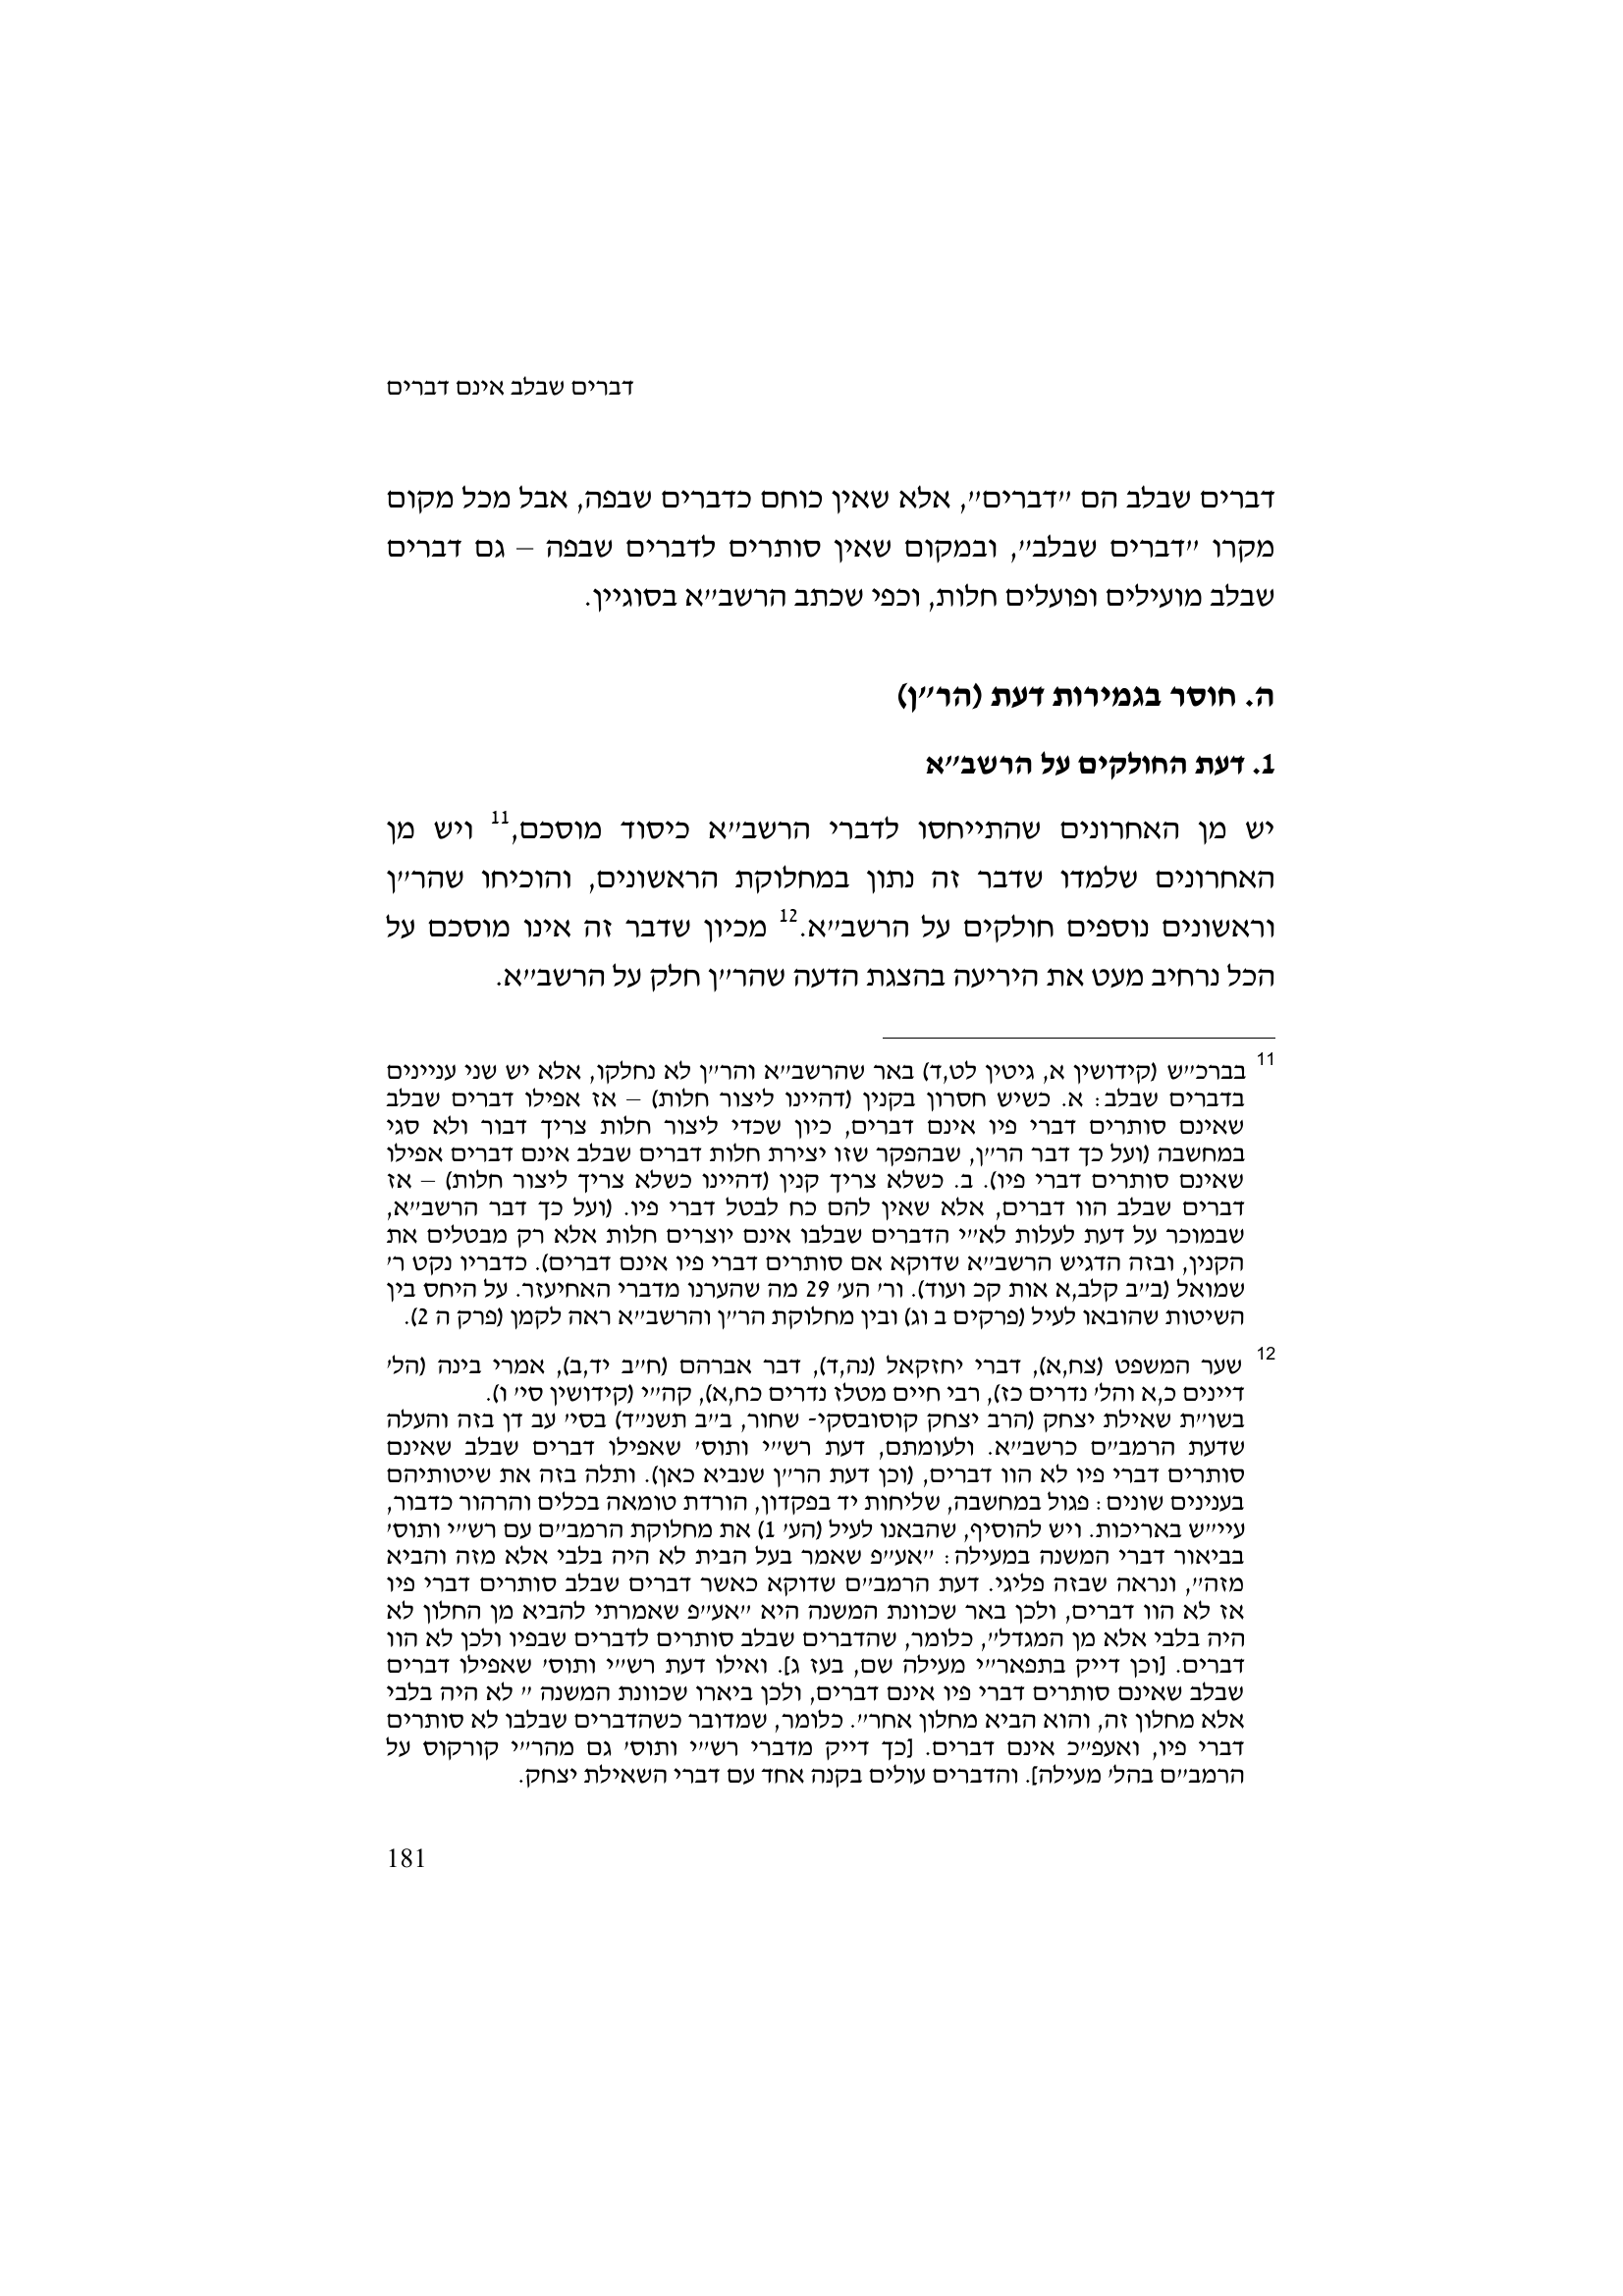 דברים שבלב אינם דברים
דברים שבלב הם ״דברים״, אלא שאין כוחם כדברים שבפה, אבל מכל מקום
מקרו ״דברים שבלב״, ובמקום שאין סותרים לדברים שבפה – גם דברים
שבלב מועילים ופועלים חלות, וכפי שכתב הרשב״א בסוגיין.
ה. חוסר בגמירות דעת (הר״ן)
1. דעת החולקים על הרשב״א
יש מן האחרונים שהתייחסו לדברי הרשב״א כיסוד מוסכם,11 ויש מן
האחרונים שלמדו שדבר זה נתון במחלוקת הראשונים, והוכיחו שהר״ן
וראשונים נוספים חולקים על הרשב״א.12 מכיון שדבר זה אינו מוסכם על
הכל נרחיב מעט את היריעה בהצגת הדעה שהר״ן חלק על הרשב״א.
11 בברכ״ש (קידושין א, גיטין לט,ד) באר שהרשב״א והר״ן לא נחלקו, אלא יש שני עניינים
בדברים שבלב: א. כשיש חסרון בקנין (דהיינו ליצור חלות) – אז אפילו דברים שבלב
שאינם סותרים דברי פיו אינם דברים, כיון שכדי ליצור חלות צריך דבור ולא סגי
במחשבה (ועל כך דבר הר״ן, שבהפקר שזו יצירת חלות דברים שבלב אינם דברים אפילו
שאינם סותרים דברי פיו). ב. כשלא צריך קנין (דהיינו כשלא צריך ליצור חלות) – אז
דברים שבלב הוו דברים, אלא שאין להם כח לבטל דברי פיו. (ועל כך דבר הרשב״א,
שבמוכר על דעת לעלות לא״י הדברים שבלבו אינם יוצרים חלות אלא רק מבטלים את
הקנין, ובזה הדגיש הרשב״א שדוקא אם סותרים דברי פיו אינם דברים). כדבריו נקט ר׳
שמואל (ב״ב קלב,א אות קכ ועוד). ור׳ הע׳ 29 מה שהערנו מדברי האחיעזר. על היחס בין
השיטות שהובאו לעיל (פרקים ב וג) ובין מחלוקת הר״ן והרשב״א ראה לקמן (פרק ה 2).
12 שער המשפט (צח,א), דברי יחזקאל (נה,ד), דבר אברהם (ח״ב יד,ב), אמרי בינה (הל׳
דיינים כ,א והל׳ נדרים כז), רבי חיים מטלז נדרים כח,א), קה״י (קידושין סי׳ ו).
בשו״ת שאילת יצחק (הרב יצחק קוסובסקי- שחור, ב״ב תשנ״ד) בסי׳ עב דן בזה והעלה
שדעת הרמב״ם כרשב״א. ולעומתם, דעת רש״י ותוס׳ שאפילו דברים שבלב שאינם
סותרים דברי פיו לא הוו דברים, (וכן דעת הר״ן שנביא כאן). ותלה בזה את שיטותיהם
בענינים שונים: פגול במחשבה, שליחות יד בפקדון, הורדת טומאה בכלים והרהור כדבור,
עיי״ש באריכות. ויש להוסיף, שהבאנו לעיל (הע׳ 1) את מחלוקת הרמב״ם עם רש״י ותוס׳
בביאור דברי המשנה במעילה: ״אע״פ שאמר בעל הבית לא היה בלבי אלא מזה והביא
מזה״, ונראה שבזה פליגי. דעת הרמב״ם שדוקא כאשר דברים שבלב סותרים דברי פיו
אז לא הוו דברים, ולכן באר שכוונת המשנה היא ״אע״פ שאמרתי להביא מן החלון לא
היה בלבי אלא מן המגדל״, כלומר, שהדברים שבלב סותרים לדברים שבפיו ולכן לא הוו
דברים. [וכן דייק בתפאר״י מעילה שם, בעז ג]. ואילו דעת רש״י ותוס׳ שאפילו דברים
שבלב שאינם סותרים דברי פיו אינם דברים, ולכן ביארו שכוונת המשנה ״ לא היה בלבי
אלא מחלון זה, והוא הביא מחלון אחר״. כלומר, שמדובר כשהדברים שבלבו לא סותרים
דברי פיו, ואעפ״כ אינם דברים. [כך דייק מדברי רש״י ותוס׳ גם מהר״י קורקוס על
הרמב״ם בהל׳ מעילה]. והדברים עולים בקנה אחד עם דברי השאילת יצחק.
181